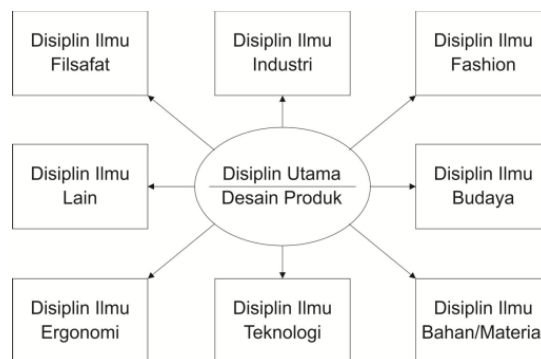 Disiplin Ilmu
Filsafat
Disiplin Ilmu
Industri
Disiplin Ilmu
Fashion
Disiplin Ilmu
Lain
Disiplin Utama
Desain Produk
Disiplin Ilmu
Budaya
Disiplin Ilmu
Ergonomi
Disiplin Ilmu
Teknologi
Disiplin Ilmu
Bahan/Material